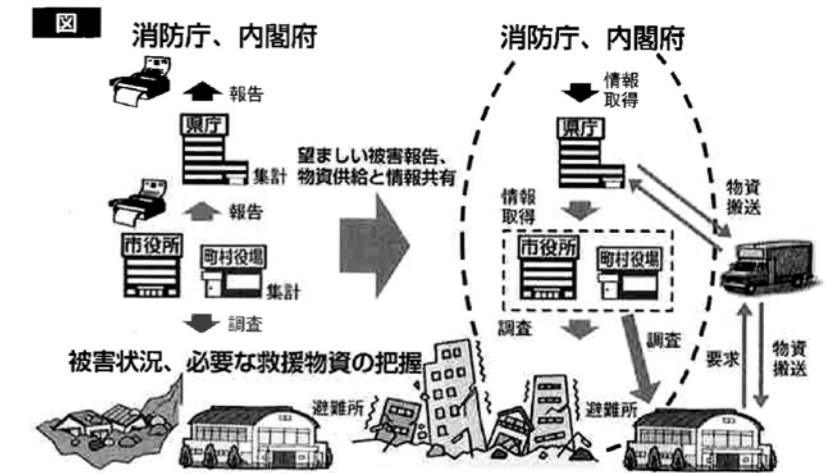 図
消防庁、内閣府
報告
県庁
集計
報告
市役所
町村役場
集計
調査
被害状況、必要な救援物資の把握
避難所
望ましい被害報告、
物資供給と情報共有
消防庁、内閣府
情報
取得
県庁
情報
取得
市役所
町村役場
調査
調査
避難所
物資
搬送
要求
物資
搬送